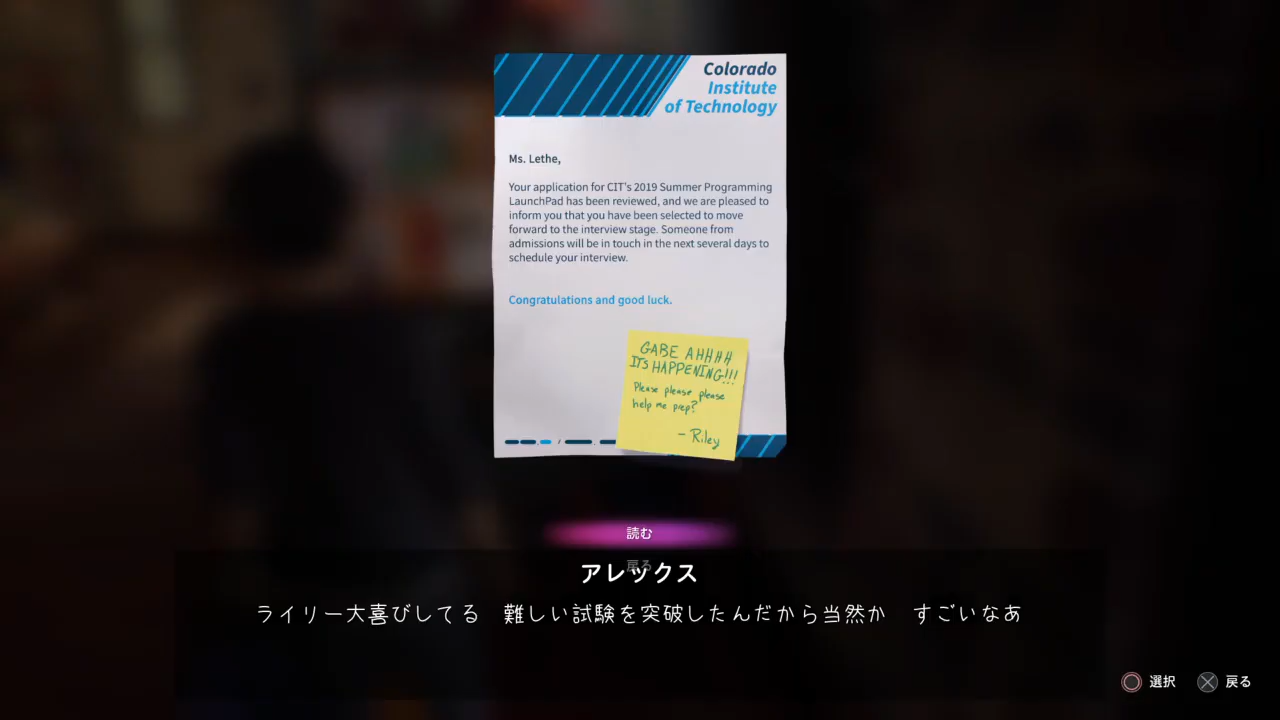 Colorado
Institute
of Technology
Ms. Lethe,
Your application for CIT's 2019 Summer Programming
LaunchPad has been reviewed, and we are pleased to
inform you that you have been selected to move
forward to the interview stage. Someone from
admissions will be in touch in the next several days to
schedule your interview.
Congratulations and good luck.
GABE AHHHH
ITS HAPPENING!!!
Please please please
help me prep?
- Riley
読む
戻る
アレックス
ライリー大喜びしてる　難しい試験を突破したんだから当然か　すごいなあ
選択 戻る